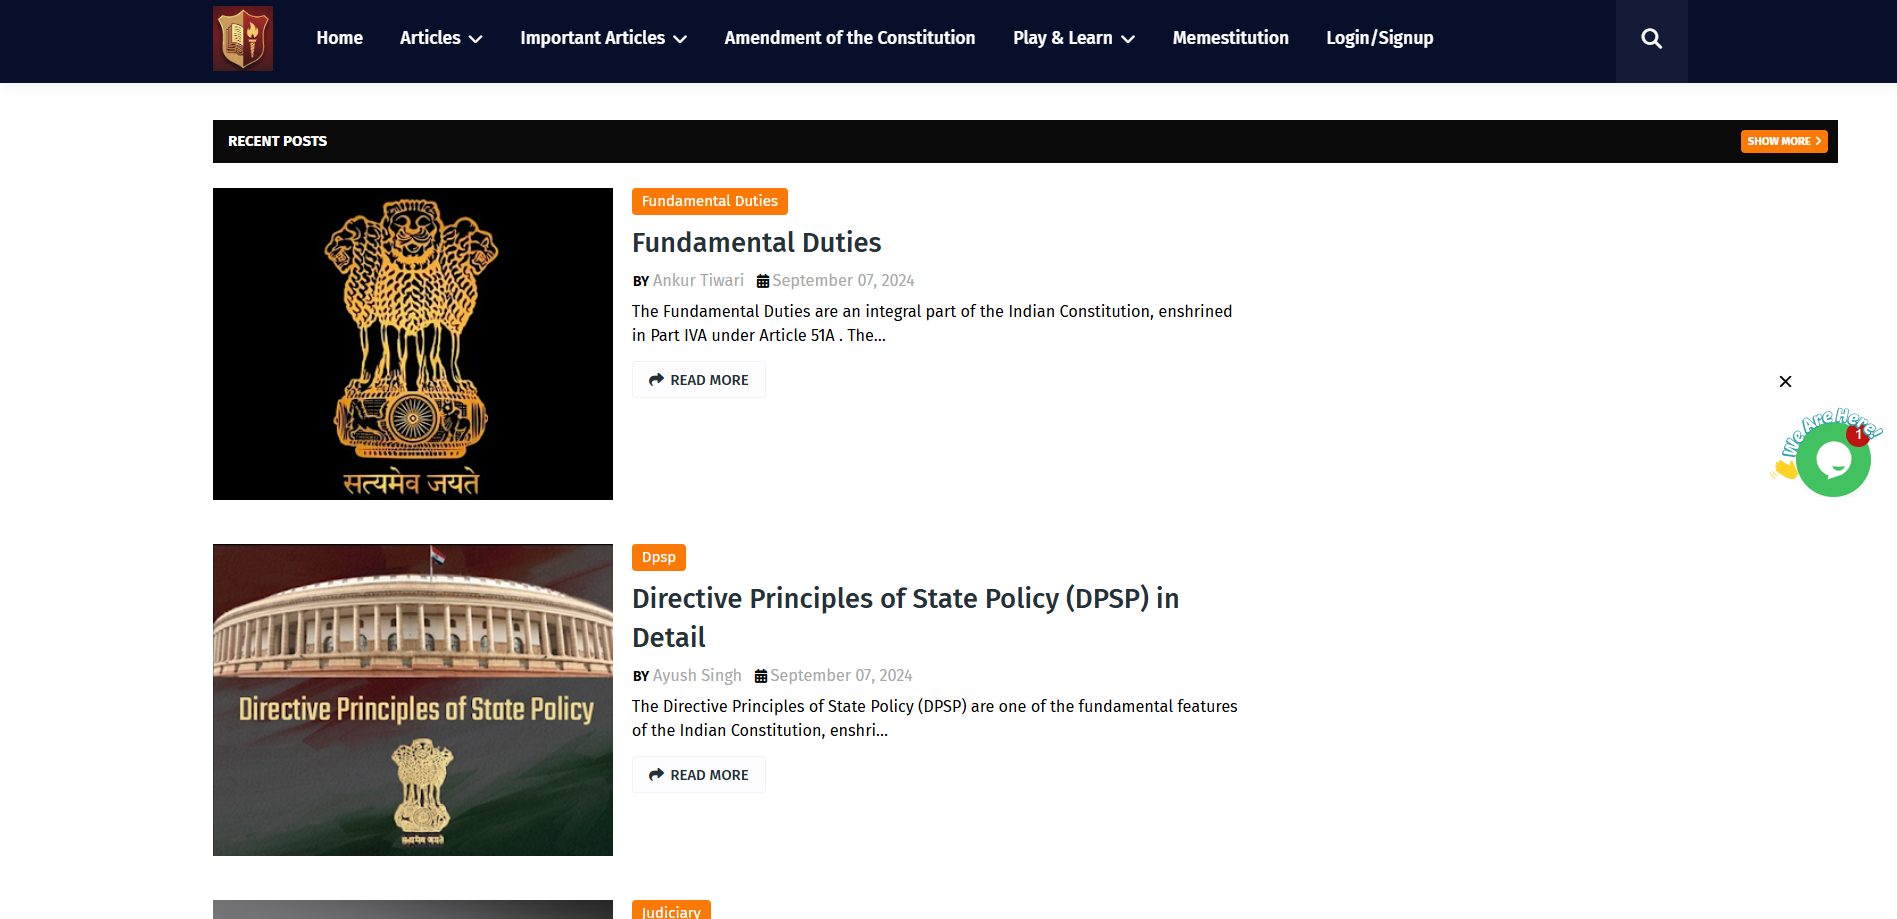 Home
Articles
Important Articles
Amendment of the Constitution
Play & Learn
Memestitution
Login/Signup
RECENT POSTS
SHOW MORE
सत्यमेव जयते
Fundamental Duties
Fundamental Duties
BY Ankur Tiwari September 07, 2024
The Fundamental Duties are an integral part of the Indian Constitution, enshrined
in Part IVA under Article 51A . The...
READ MORE
We Are Here!
1
Directive Principles of State Policy
सत्यमेव जयते
Dpsp
Directive Principles of State Policy (DPSP) in
Detail
BY Ayush Singh September 07, 2024
The Directive Principles of State Policy (DPSP) are one of the fundamental features
of the Indian Constitution, enshri...
READ MORE
Judiciary